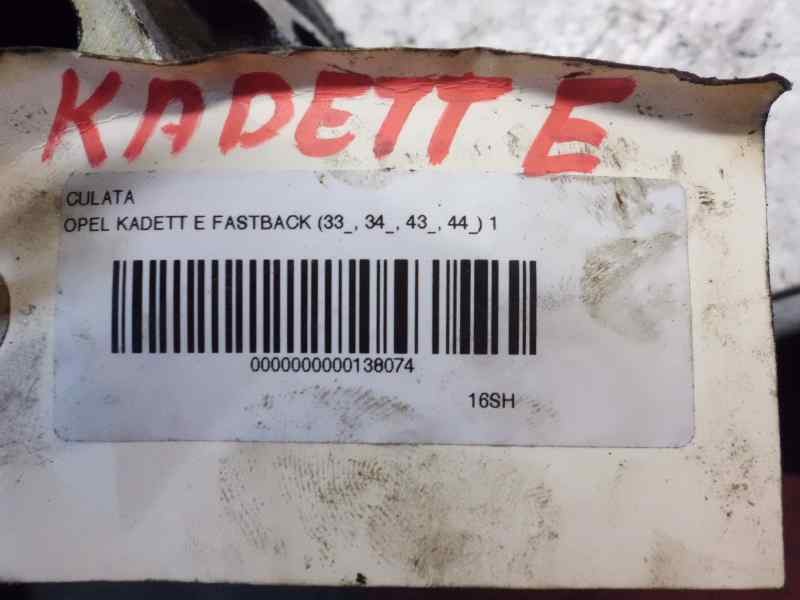 KADETT E
CULATA
OPEL KADETT E FASTBACK (33_, 34_, 43_, 44_) 1
0000000000138074
16SH